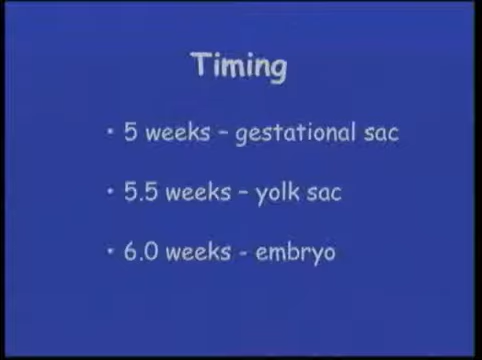 Timing
• 5 weeks – gestational sac
• 5.5 weeks – yolk sac
• 6.0 weeks - embryo